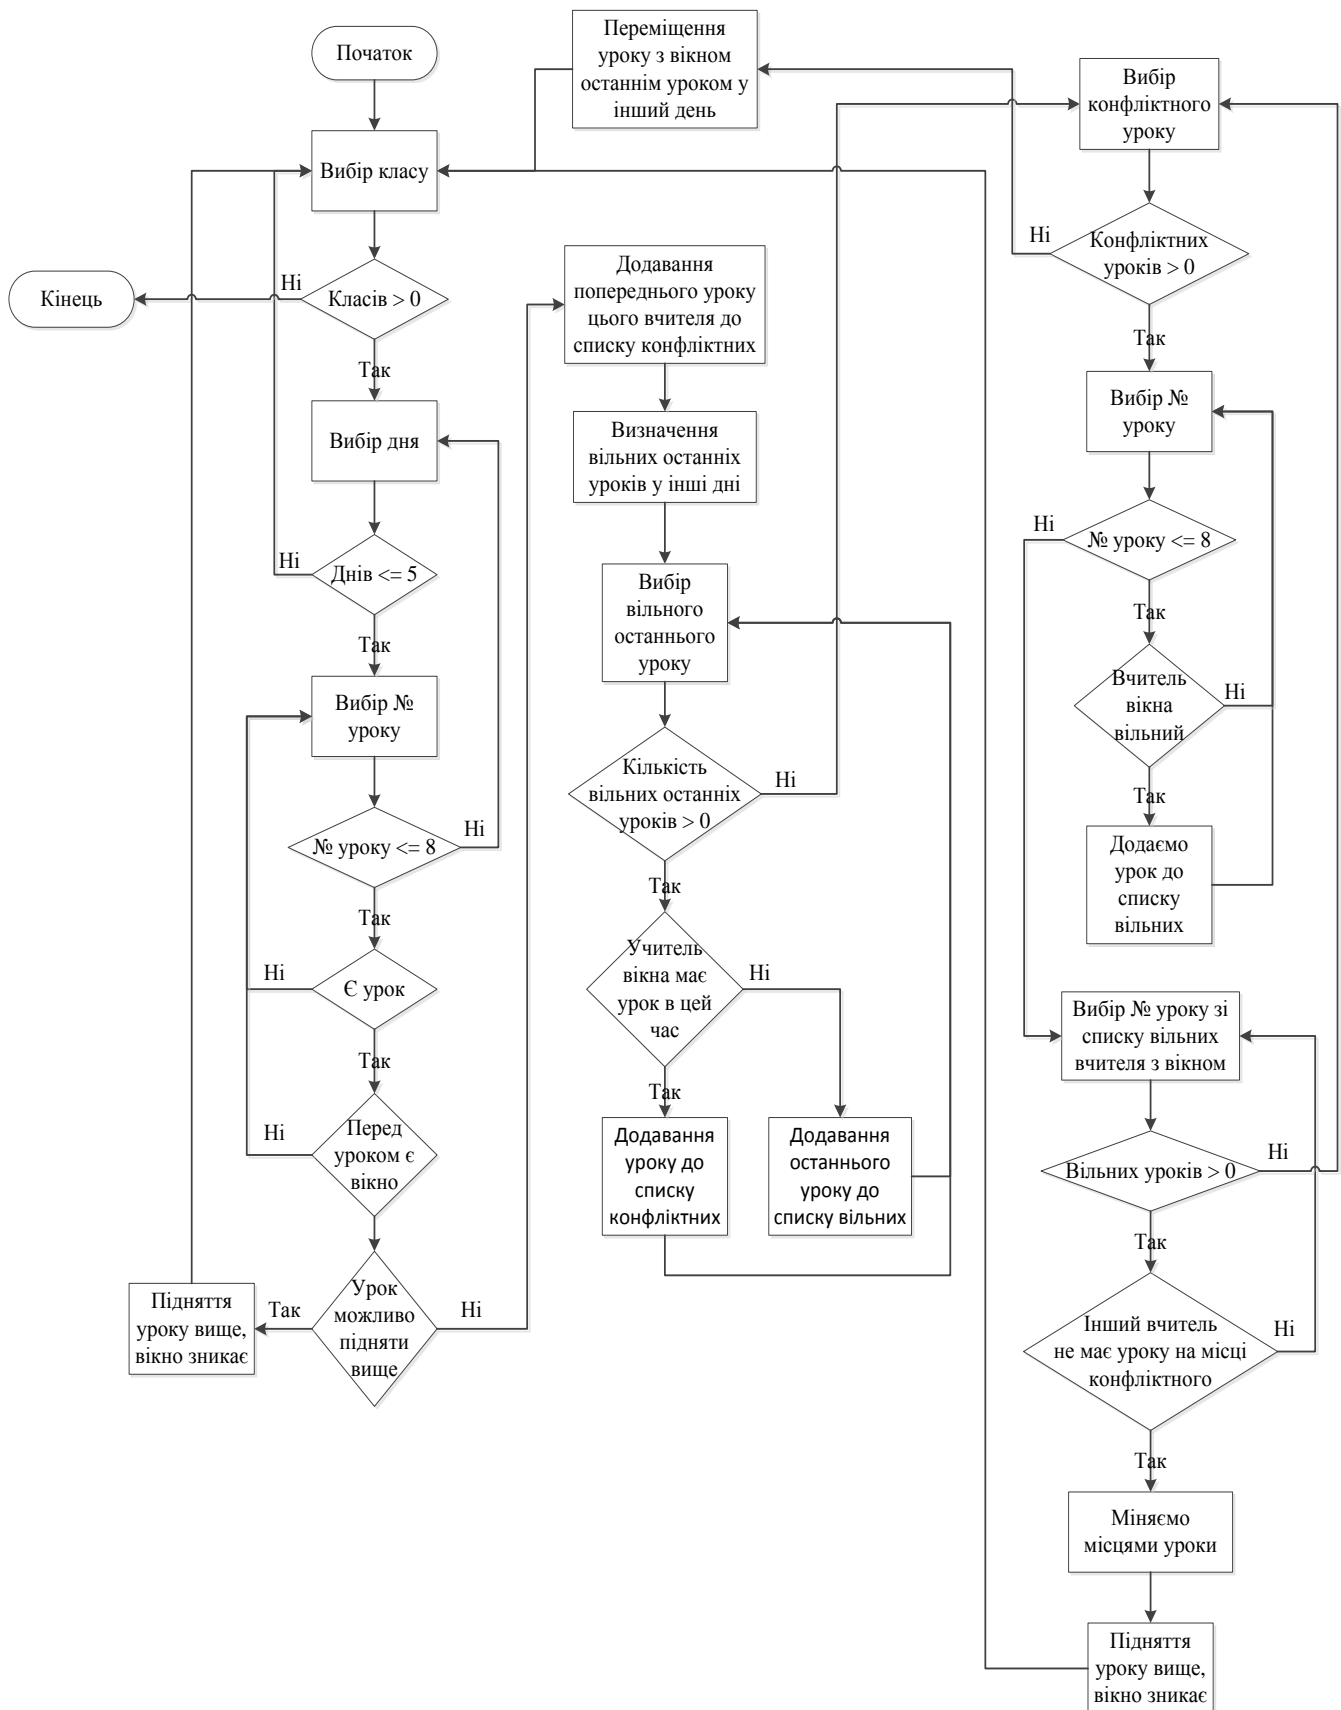 Початок
Вибір класу
Класів > 0
Ні
Кінець
Так
Вибір дня
Днів <= 5
Ні
Так
Вибір №
уроку
№ уроку <= 8
Ні
Так
Є урок
Ні
Так
Перед
уроком є
вікно
Ні
Урок
можливо
підняти
вище
Так
Ні
Підняття
уроку вище,
вікно зникає
Переміщення
уроку з вікном
останнім уроком у
інший день
Додавання
попереднього уроку
цього вчителя до
списку конфліктних
Визначення
вільних останніх
уроків у інші дні
Вибір
вільного
останнього
уроку
Кількість
вільних останніх
уроків > 0
Ні
Так
Учитель
вікна має
урок в цей
час
Ні
Так
Додавання
уроку до
списку
конфліктних
Додавання
останнього
уроку до
списку вільних
Вибір
конфліктного
уроку
Конфліктних
уроків > 0
Ні
Так
Вибір №
уроку
№ уроку <= 8
Ні
Так
Вчитель
вікна
вільний
Ні
Так
Додаємо
урок до
списку
вільних
Вибір № уроку зі
списку вільних
вчителя з вікном
Вільних уроків > 0
Ні
Так
Інший вчитель
не має уроку на місці
конфліктного
Ні
Так
Міняємо
місцями уроки
Підняття
уроку вище,
вікно зникає